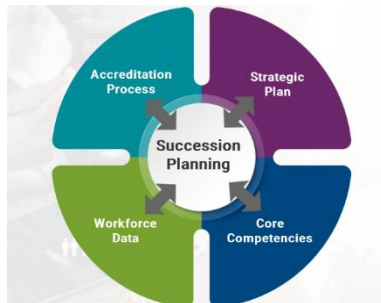 Accreditation
Process
Strategic
Plan
Succession
Planning
Workforce
Data
Core
Competencies